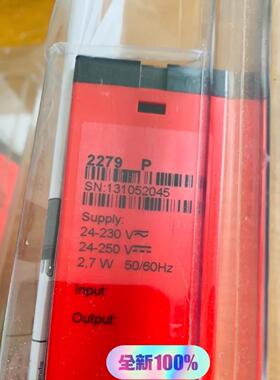 2279 P
SN:131052045
Supply:
24-230 V
24-250 V
2,7 W 50/60Hz
Input:
Output:
全新100%